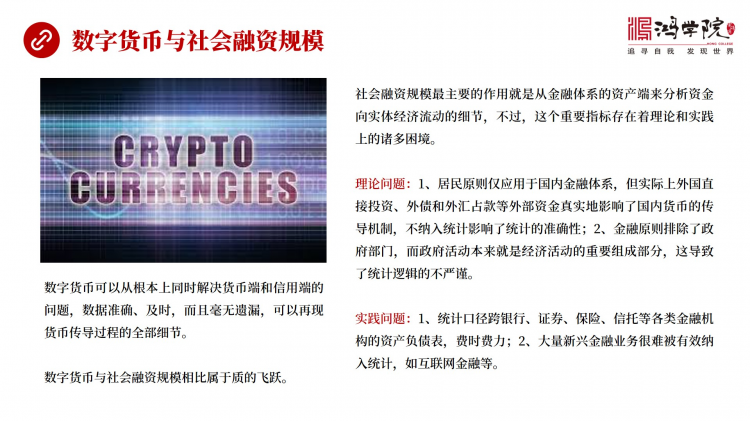 数字货币与社会融资规模
鸿学院
HONG COLLEGE
追寻自我 发现世界
CRYPTO
CURRENCIES
数字货币可以从根本上同时解决货币端和信用端的
问题，数据准确、及时，而且毫无遗漏，可以再现
货币传导过程的全部细节。
数字货币与社会融资规模相比属于质的飞跃。
社会融资规模最主要的作用就是从金融体系的资产端来分析资金
向实体经济流动的细节，不过，这个重要指标存在着理论和实践
上的诸多困境。
理论问题：1、居民原则仅应用于国内金融体系，但实际上外国直
接投资、外债和外汇占款等外部资金真实地影响了国内货币的传
导机制，不纳入统计影响了统计的准确性；2、金融原则排除了政
府部门，而政府活动本来就是经济活动的重要组成部分，这导致
了统计逻辑的不严谨。
实践问题：1、统计口径跨银行、证券、保险、信托等各类金融机
构的资产负债表，费时费力；2、大量新兴金融业务很难被有效纳
入统计，如互联网金融等。